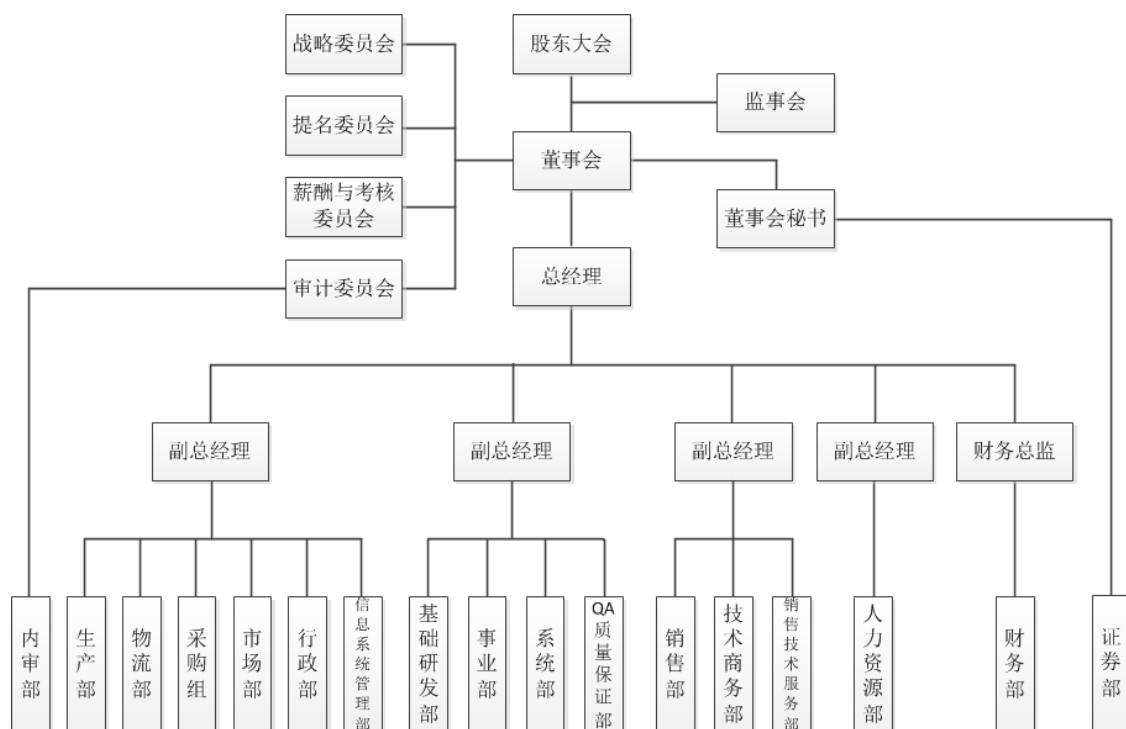 战略委员会
股东大会
监事会
提名委员会
董事会
薪酬与考核
委员会
董事会秘书
总经理
审计委员会
副总经理
副总经理
副总经理
副总经理
财务总监
内审部
生产部
物流部
采购组
市场部
行政部
信息系统管理部
基础研发部
事业部
系统部
QA质量保证部
销售部
技术商务部
销售技术服务部
人力资源部
财务部
证券部